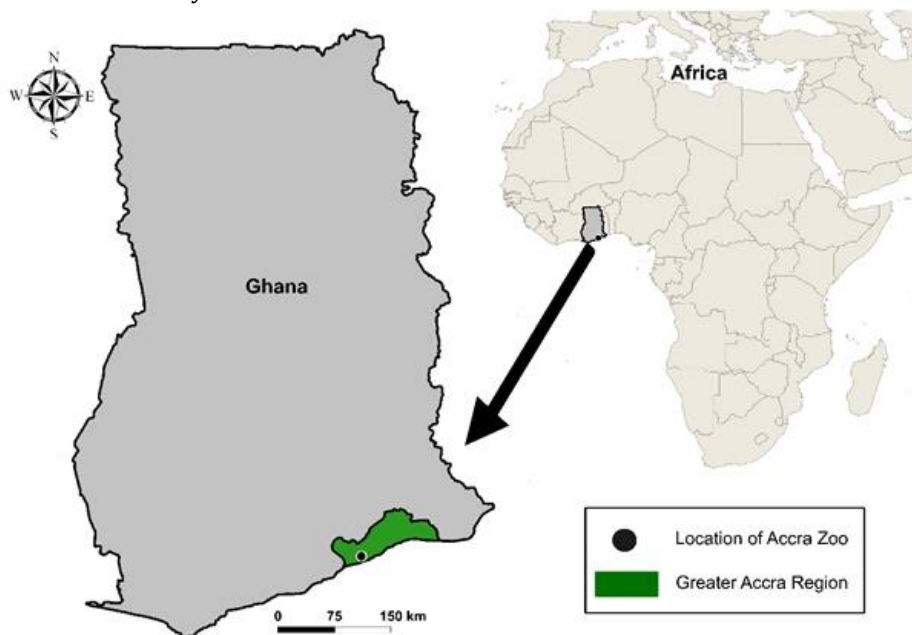 N
W E
S
Africa
Ghana
Location of Accra Zoo
Greater Accra Region
0 75 150 km